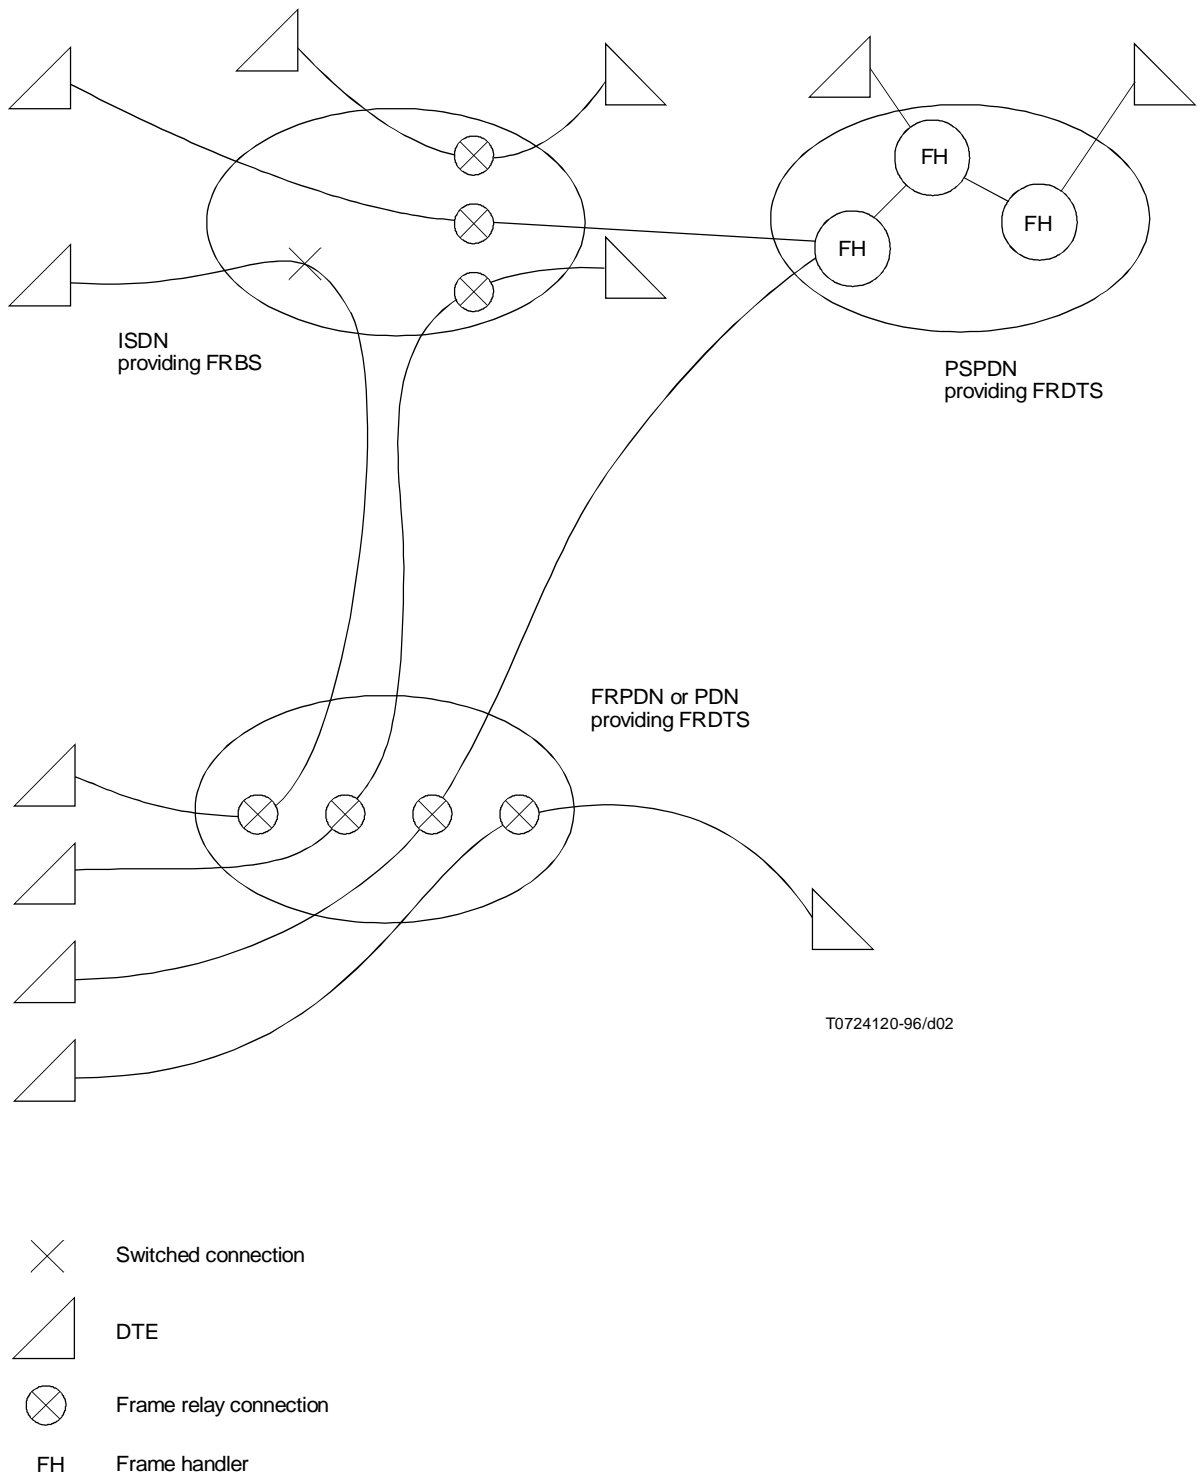 FH
FH
FH
ISDN
providing FRBS
PSPDN
providing FRDTS
FRPDN or PDN
providing FRDTS
T0724120-96/d02
Switched connection
DTE
Frame relay connection
FH Frame handler